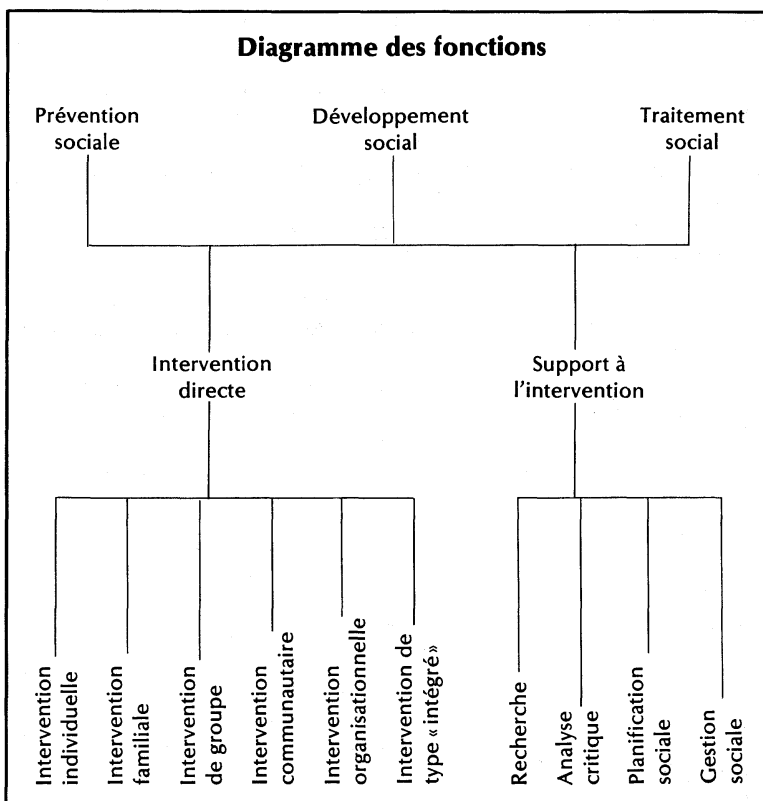 Diagramme des fonctions
Prévention
sociale
Développement
social
Traitement
social
Intervention
directe
Support à
l'intervention
Intervention
individuelle
Intervention
familiale
Intervention
de groupe
Intervention
communautaire
Intervention
organisationnelle
Intervention de
type « intégré»
Recherche
Analyse
critique
Planification
sociale
Gestion
sociale